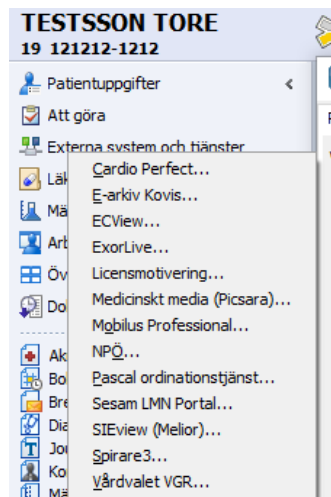 TESTSSON TORE
19 121212-1212
Patientuppgifter
Att göra
Externa system och tjänster
Cardio Perfect...
E-arkiv Kovis...
ECView...
ExorLive...
Licensmotivering...
Medicinskt media (Picsara)...
Mobilus Professional...
NPÖ...
Pascal ordinationstjänst...
Sesam LMN Portal...
SIEview (Melior)...
Spirare3...
Vårdvalet VGR...